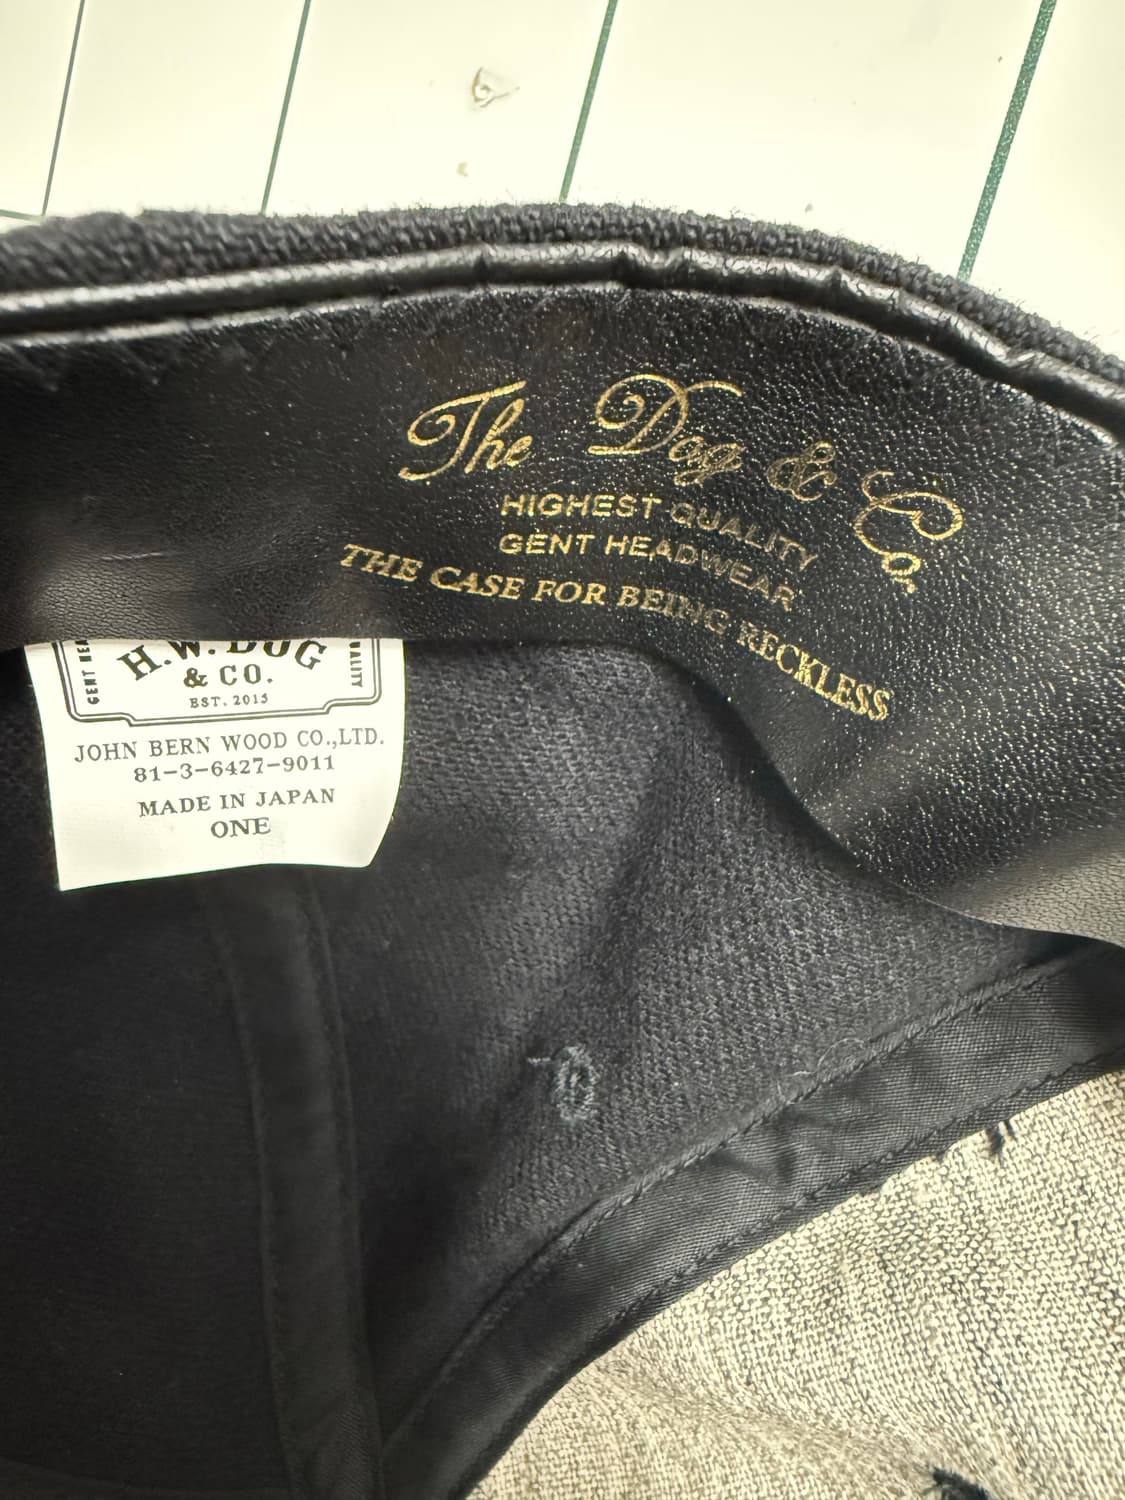 The Dog & Co.
HIGHEST QUALITY
GENT HEADWEAR
THE CASE FOR BEING RECKLESS
H.W. DOG
& CO.
EST. 2015
GENT
JOHN BERN WOOD CO.,LTD.
81-3-6427-9011
MADE IN JAPAN
ONE